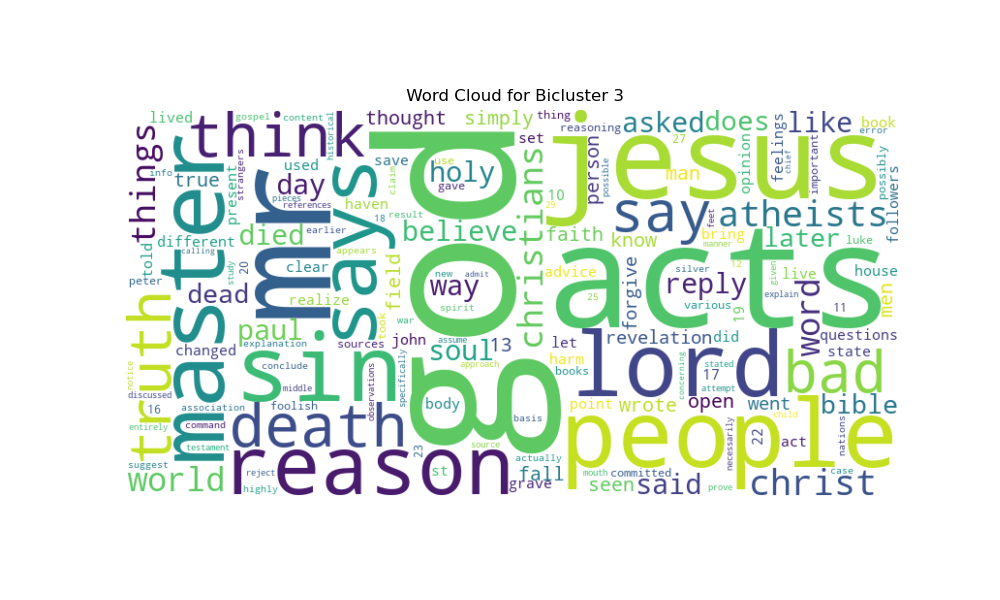 Word Cloud for Bicluster 3
lived
gospel
content
historical
think
thought
simply
thing
reasoning
set
asked
does
like
book
error
things
info
true
strangers
master
mr
says
god
jesus
used
day
save
claim
use
holy
gave
person
possible
man
27
opinion
feelings
chief
important
possibly
followers
present
pieces
references
haven
18
result
10
29
christians
say
feet
atheists
told
different
calling
died
earlier
believe
faith
know
bring
manner
later
luke
peter
study
20
clear
appears
field
new
admit
way
advice
acts
forgive
silver
reply
12
given
live
house
men
dead
realize
took
spirit
25
various
19
explain
word
11
truth
paul
explanation
sources
war
john
assume
soul
13
let
harm
revelation
did
questions
state
changed
conclude
sin
specifically
approach
books
lord
concerning
stated
17
attempt
bad
nations
notice
discussed
middle
observations
16
association
foolish
body
basis
point
wrote
open
went
bible
entirely
command
death
testament
23
source
actually
people
child
22
act
necessarily
suggest
world
reject
highly
reason
st
fall
grave
mouth
committed
seen
said
prove
case
christ